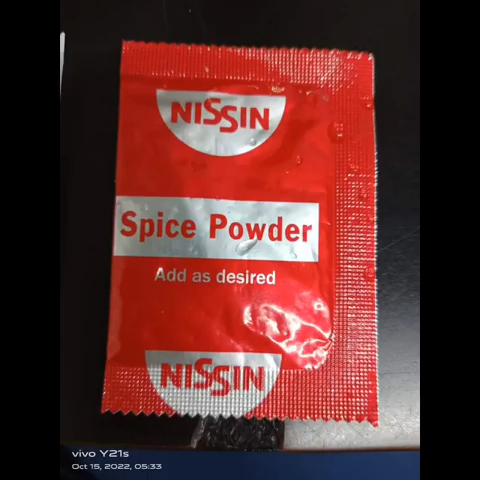 NISSIN
Spice Powder
Add as desired
NISSIN
vivo Y21s
Oct 15, 2022, 05:33